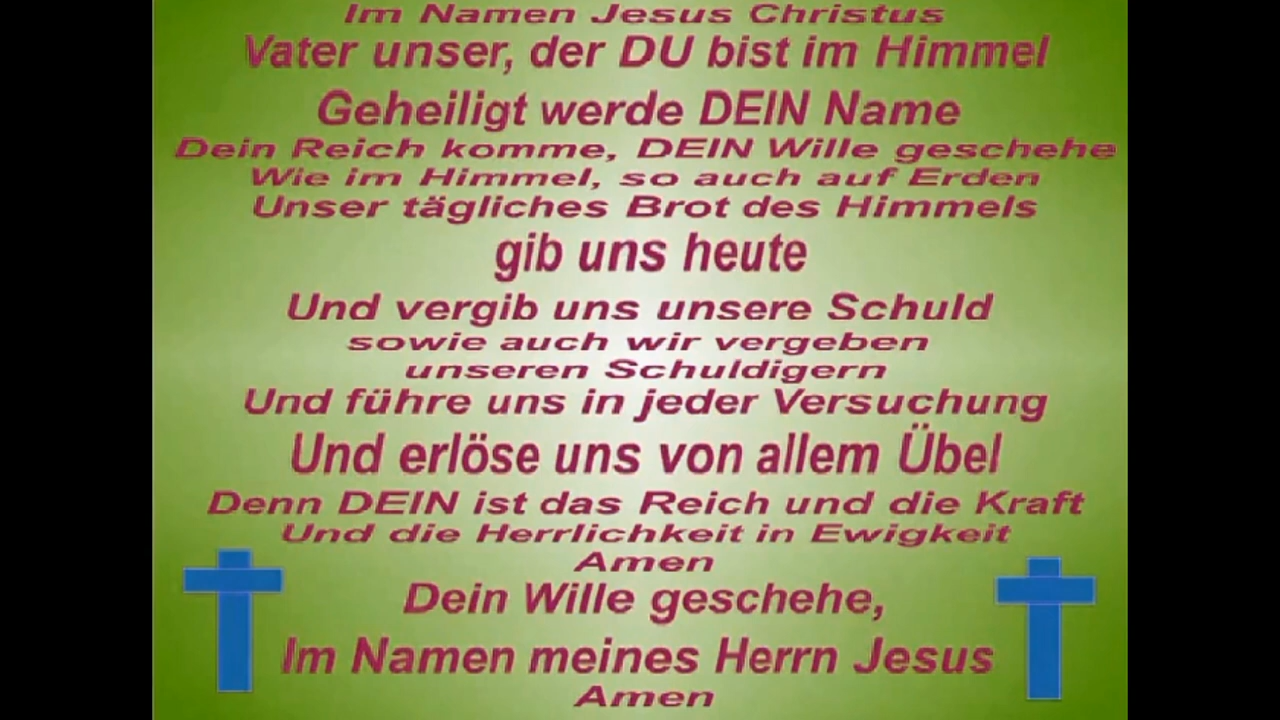 Im Namen Jesus Christus
Vater unser, der DU bist im Himmel
Geheiligt werde DEIN Name
Dein Reich komme, DEIN Wille geschehe
Wie im Himmel, so auch auf Erden
Unser tägliches Brot des Himmels
gib uns heute
Und vergib uns unsere Schuld
sowie auch wir vergeben
unseren Schuldigern
Und führe uns in jeder Versuchung
Und erlöse uns von allem Übel
Denn DEIN ist das Reich und die Kraft
Und die Herrlichkeit in Ewigkeit
Amen
Dein Wille geschehe,
Im Namen meines Herrn Jesus
Amen